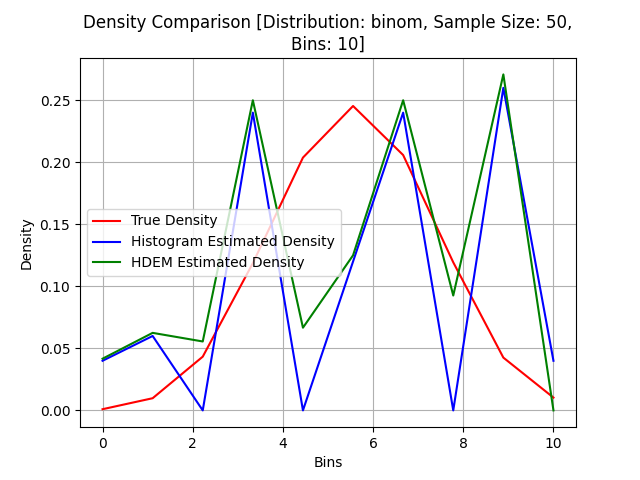 Density Comparison [Distribution: binom, Sample Size: 50,
Bins: 10]
Density
0.25
0.20
0.15
0.10
0.05
0.00
True Density
Histogram Estimated Density
HDEM Estimated Density
0 2 4 6 8 10
Bins